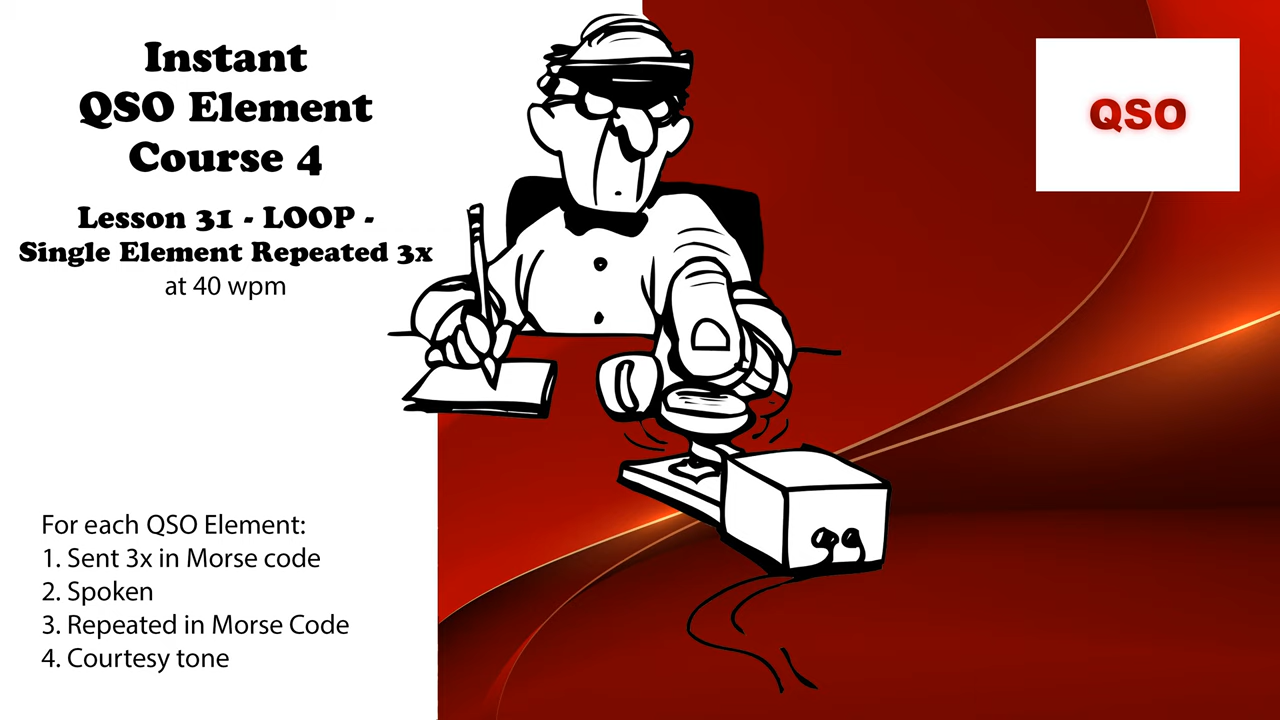 Instant
QSO Element
Course 4
Lesson 31 - LOOP -
Single Element Repeated 3x
at 40 wpm
QSO
For each QSO Element:
1. Sent 3x in Morse code
2. Spoken
3. Repeated in Morse Code
4. Courtesy tone